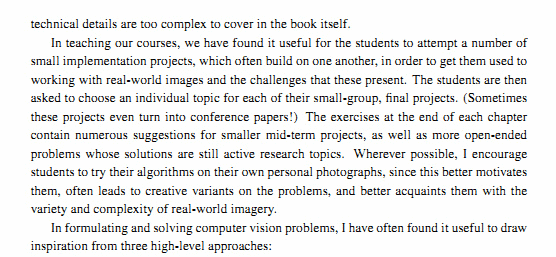 technical details are too complex to cover in the book itself.
In teaching our courses, we have found it useful for the students to attempt a number of
small implementation projects, which often build on one another, in order to get them used to
working with real-world images and the challenges that these present. The students are then
asked to choose an individual topic for each of their small-group, final projects. (Sometimes
these projects even turn into conference papers!) The exercises at the end of each chapter
contain numerous suggestions for smaller mid-term projects, as well as more open-ended
problems whose solutions are still active research topics. Wherever possible, I encourage
students to try their algorithms on their own personal photographs, since this better motivates
them, often leads to creative variants on the problems, and better acquaints them with the
variety and complexity of real-world imagery.
In formulating and solving computer vision problems, I have often found it useful to draw
inspiration from three high-level approaches: